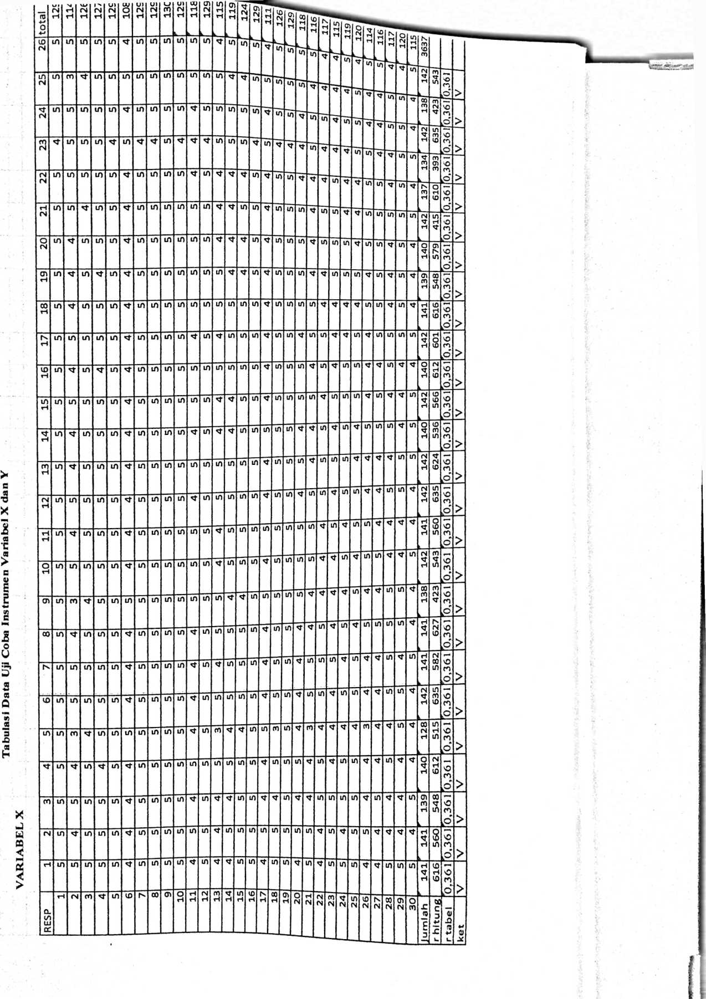 Tabulasi Data Uji Coba Instrumen Variabel X dan Y
VARIABEL X
RESP 1 2 3 4 5 6 7 8 9 10 11 12 13 14 15 16 17 18 19 20 21 22 23 24 25 26 total
1 5 5 5 5 5 5 5 5 5 5 5 5 5 5 5 5 5 5 5 5 5 5 4 5 5 5 129
2 5 4 5 4 3 5 5 4 3 5 4 5 4 4 5 4 5 4 4 4 5 5 5 5 3 5 114
3 5 5 5 5 4 5 5 5 4 5 5 5 5 5 5 5 5 5 5 5 4 5 5 5 4 5 126
4 5 5 5 4 5 5 5 5 5 5 5 5 5 5 5 4 5 5 4 5 5 5 5 5 5 5 127
5 5 5 5 5 5 5 5 5 5 5 5 5 5 5 5 5 5 5 5 5 5 5 4 5 5 5 129
6 4 4 4 4 5 4 4 4 5 4 4 4 4 4 4 4 4 4 4 4 4 4 5 4 5 4 108
7 5 5 5 5 5 5 5 5 5 5 5 5 5 5 5 5 5 5 5 5 5 5 4 5 5 5 129
8 5 5 5 5 5 5 5 5 5 5 5 5 5 5 5 5 5 5 5 5 5 5 4 5 5 5 129
9 5 5 5 5 5 5 5 5 5 5 5 5 5 5 5 5 5 5 5 5 5 5 5 5 5 5 130
10 5 5 5 5 5 5 5 5 5 5 5 5 5 5 5 5 5 5 5 5 5 5 4 5 5 5 129
11 4 5 4 5 4 4 4 4 5 5 5 4 5 4 5 5 4 5 5 5 5 4 4 4 5 5 118
12 5 5 5 5 5 5 5 5 5 5 5 5 5 5 5 5 5 5 5 5 5 5 4 5 5 5 129
13 4 4 4 5 3 5 4 5 5 4 4 5 5 4 4 5 4 5 5 4 4 4 5 5 5 4 115
14 4 5 4 5 4 5 5 5 4 5 5 5 5 4 4 5 5 5 4 4 4 4 5 5 4 5 119
15 5 5 5 5 4 5 5 5 4 5 5 5 5 5 5 5 5 5 4 4 5 4 5 5 4 5 124
16 5 5 5 5 5 5 5 5 5 5 5 5 5 5 5 5 5 5 5 5 5 5 4 5 5 5 129
17 4 5 4 4 5 4 4 4 5 4 5 4 4 5 4 4 4 4 4 4 4 4 5 4 5 4 111
18 5 5 4 5 3 5 5 5 5 5 5 5 5 5 5 5 5 5 5 5 5 5 4 5 5 5 126
19 5 5 5 5 5 5 5 5 5 5 5 5 5 5 5 5 5 5 5 5 5 5 4 5 5 5 129
20 4 5 4 5 4 4 4 4 5 5 5 4 5 4 5 5 4 5 5 5 5 4 4 4 5 5 118
21 5 5 4 4 3 5 5 4 4 5 5 5 4 4 5 4 5 5 4 4 4 4 5 5 4 5 116
22 4 4 5 5 4 5 5 5 4 4 4 5 5 5 4 5 5 4 4 5 5 4 4 5 4 4 117
23 5 5 5 4 4 4 5 4 4 4 5 4 5 4 5 4 4 4 5 5 5 5 4 4 4 4 115
24 5 4 5 5 4 5 4 5 4 5 4 5 5 5 5 5 4 4 5 5 4 4 4 5 4 5 119
25 5 5 5 5 4 5 5 4 5 4 5 5 4 4 5 5 5 4 5 4 4 4 5 5 5 4 120
26 4 5 4 4 3 4 4 5 4 5 5 4 4 5 4 4 4 5 4 5 5 5 5 4 4 5 114
27 4 4 5 4 4 4 4 5 4 5 4 4 4 5 5 4 5 5 5 5 5 5 4 4 4 5 116
28 5 4 4 5 4 5 5 5 5 4 4 5 4 5 4 5 5 4 4 4 5 4 4 5 5 4 117
29 5 4 4 4 5 5 4 5 5 4 4 5 5 4 4 4 5 5 5 5 5 5 5 5 5 4 120
30 5 4 5 4 4 4 5 4 4 5 4 4 5 5 5 4 5 4 4 4 5 4 5 4 4 5 115
Jumlah 141 141 139 140 128 142 141 141 138 142 141 142 142 140 142 140 142 141 139 140 142 137 134 142 138 142 3637
r hitung 616 560 548 612 515 635 582 627 423 543 560 635 624 536 566 612 601 616 548 579 415 610 393 635 423 543
r tabel 0,361 0,361 0,361 0,361 0,361 0,361 0,361 0,361 0,361 0,361 0,361 0,361 0,361 0,361 0,361 0,361 0,361 0,361 0,361 0,361 0,361 0,361 0,361 0,361 0,361 0,361
ket V V V V V V V V V V V V V V V V V V V V V V V V V V